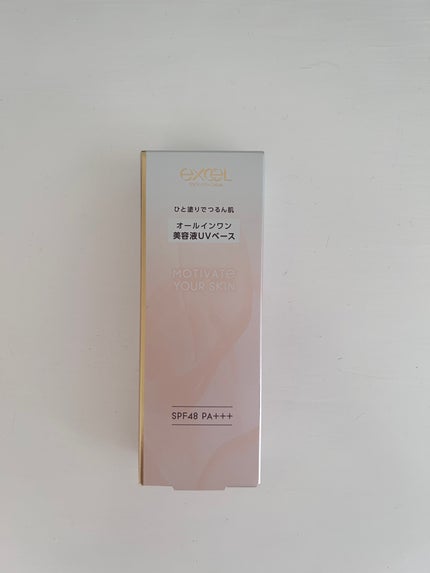 excel
ひと塗りでつるん肌
オールインワン
美容液UVベース
MOTIVATe
YOUR SKIN
SPF48 PA+++